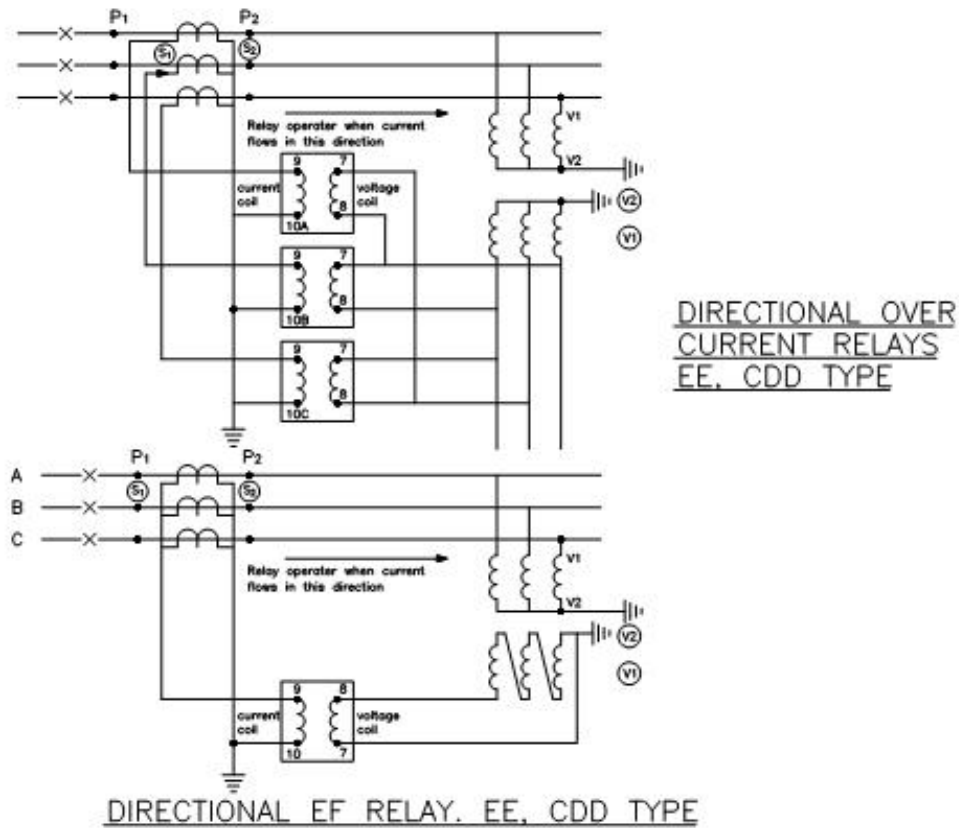 P1 P2
S1 S2
V1
Relay operater when current
flows in this direction
V2
9 7
current
coil
voltage
coil
8
10A
V2
V1
9 7
8
10B
DIRECTIONAL OVER
CURRENT RELAYS
EE, CDD TYPE
9 7
8
10C
P1 P2
A
S1 S2
B
C
V1
Relay operater when current
flows in this direction
V2
V2
V1
9 8
current
coil
voltage
coil
10 7
DIRECTIONAL EF RELAY. EE, CDD TYPE